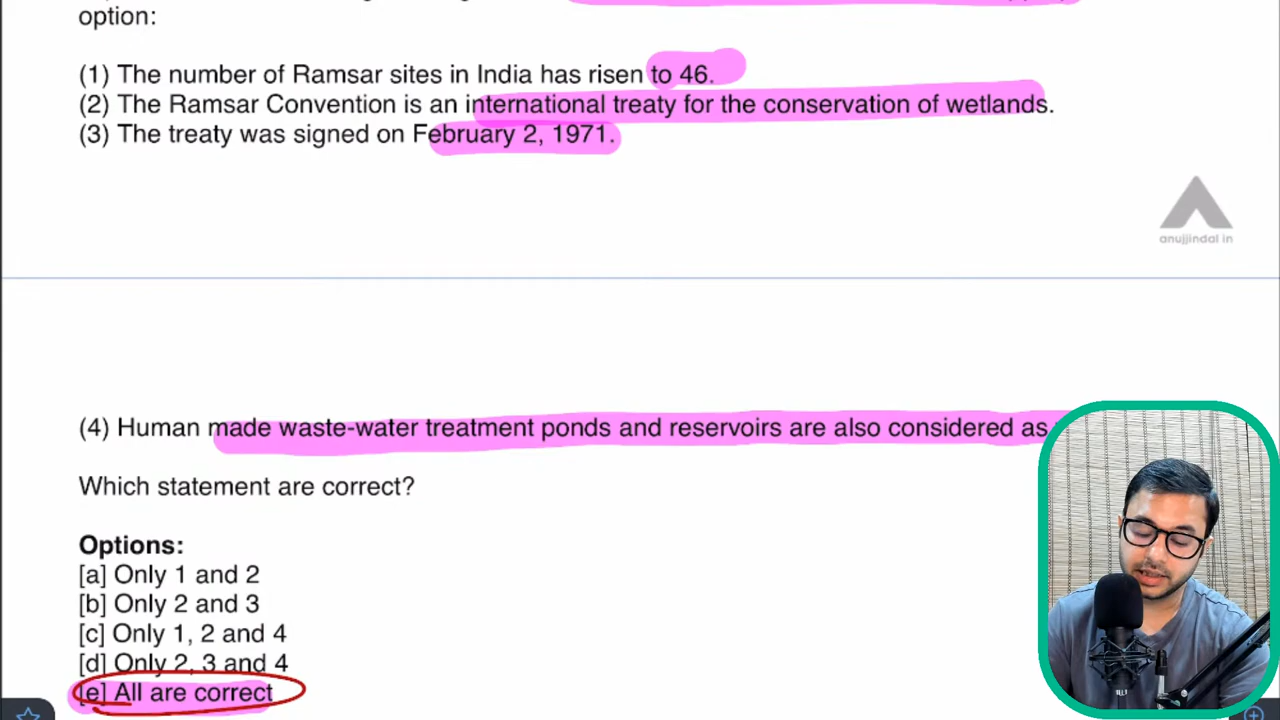 option:
(1) The number of Ramsar sites in India has risen to 46.
(2) The Ramsar Convention is an international treaty for the conservation of wetlands.
(3) The treaty was signed on February 2, 1971.
anujjindal in
(4) Human made waste-water treatment ponds and reservoirs are also considered as
Which statement are correct?
Options:
[a] Only 1 and 2
[b] Only 2 and 3
[c] Only 1, 2 and 4
[d] Only 2, 3 and 4
[e] All are correct